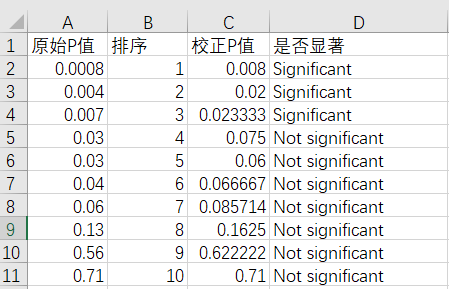 A B C D
1 原始P值 排序 校正P值 是否显著
2 0.0008 1 0.008 Significant
3 0.004 2 0.02 Significant
4 0.007 3 0.023333 Significant
5 0.03 4 0.075 Not significant
6 0.03 5 0.06 Not significant
7 0.04 6 0.066667 Not significant
8 0.06 7 0.085714 Not significant
9 0.13 8 0.1625 Not significant
10 0.56 9 0.622222 Not significant
11 0.71 10 0.71 Not significant